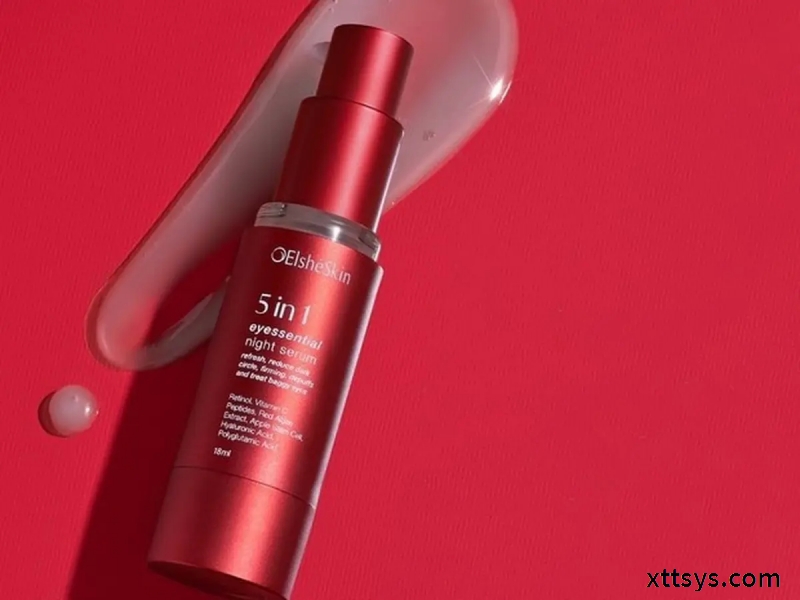 ElsheSkin
5 in 1
eyessential
night serum
refresh, reduce dark
circle, firming, depuffs
and treat baggy eyes
Retinol, Vitamin C
Peptides, Red Algae
Extract, Apple Stem Cell,
Hyaluronic Acid,
Polyglutamic Acid
18ml
xttsys.com